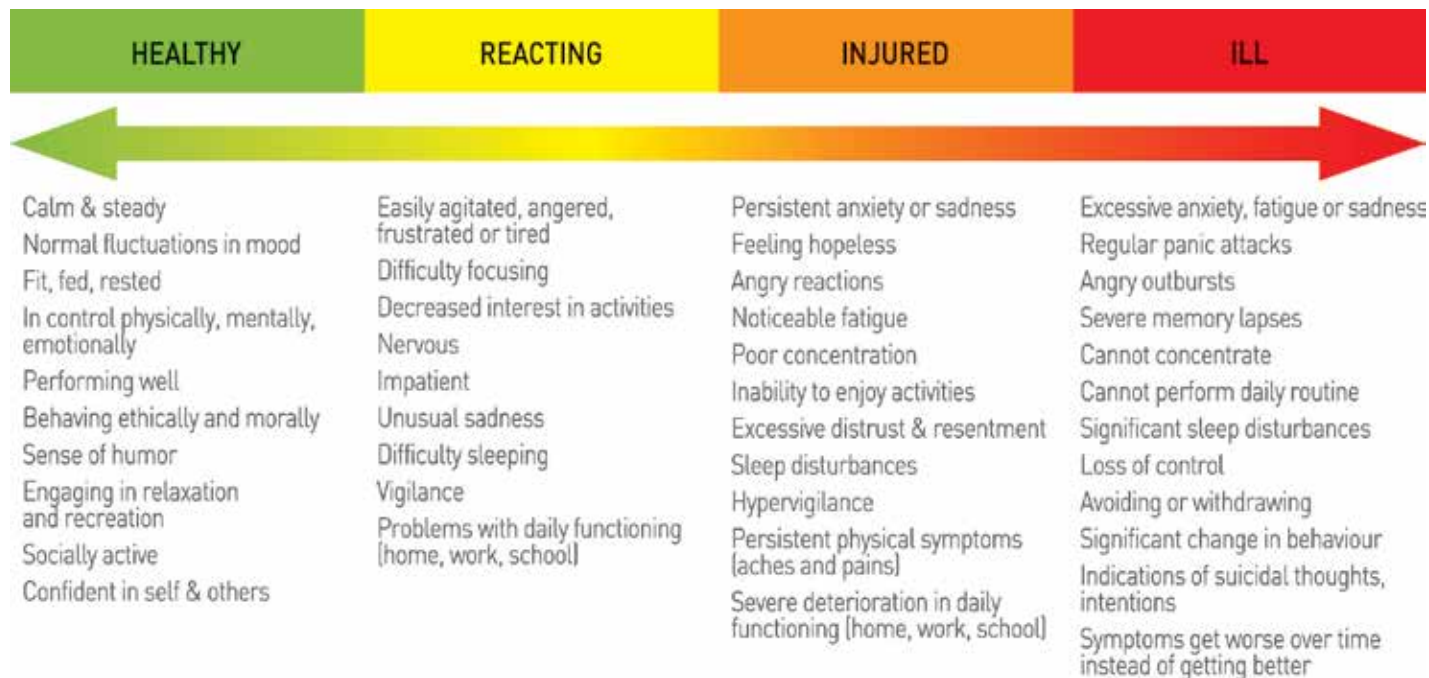 HEALTHY
REACTING
INJURED
ILL
Calm & steady
Normal fluctuations in mood
Fit, fed, rested
In control physically, mentally,
emotionally
Performing well
Behaving ethically and morally
Sense of humor
Engaging in relaxation
and recreation
Socially active
Confident in self & others
Easily agitated, angered,
frustrated or tired
Difficulty focusing
Decreased interest in activities
Nervous
Impatient
Unusual sadness
Difficulty sleeping
Vigilance
Problems with daily functioning
(home, work, school)
Persistent anxiety or sadness
Feeling hopeless
Angry reactions
Noticeable fatigue
Poor concentration
Inability to enjoy activities
Excessive distrust & resentment
Sleep disturbances
Hypervigilance
Persistent physical symptoms
(aches and pains)
Severe deterioration in daily
functioning (home, work, school)
Excessive anxiety, fatigue or sadness
Regular panic attacks
Angry outbursts
Severe memory lapses
Cannot concentrate
Cannot perform daily routine
Significant sleep disturbances
Loss of control
Avoiding or withdrawing
Significant change in behaviour
Indications of suicidal thoughts,
intentions
Symptoms get worse over time
instead of getting better